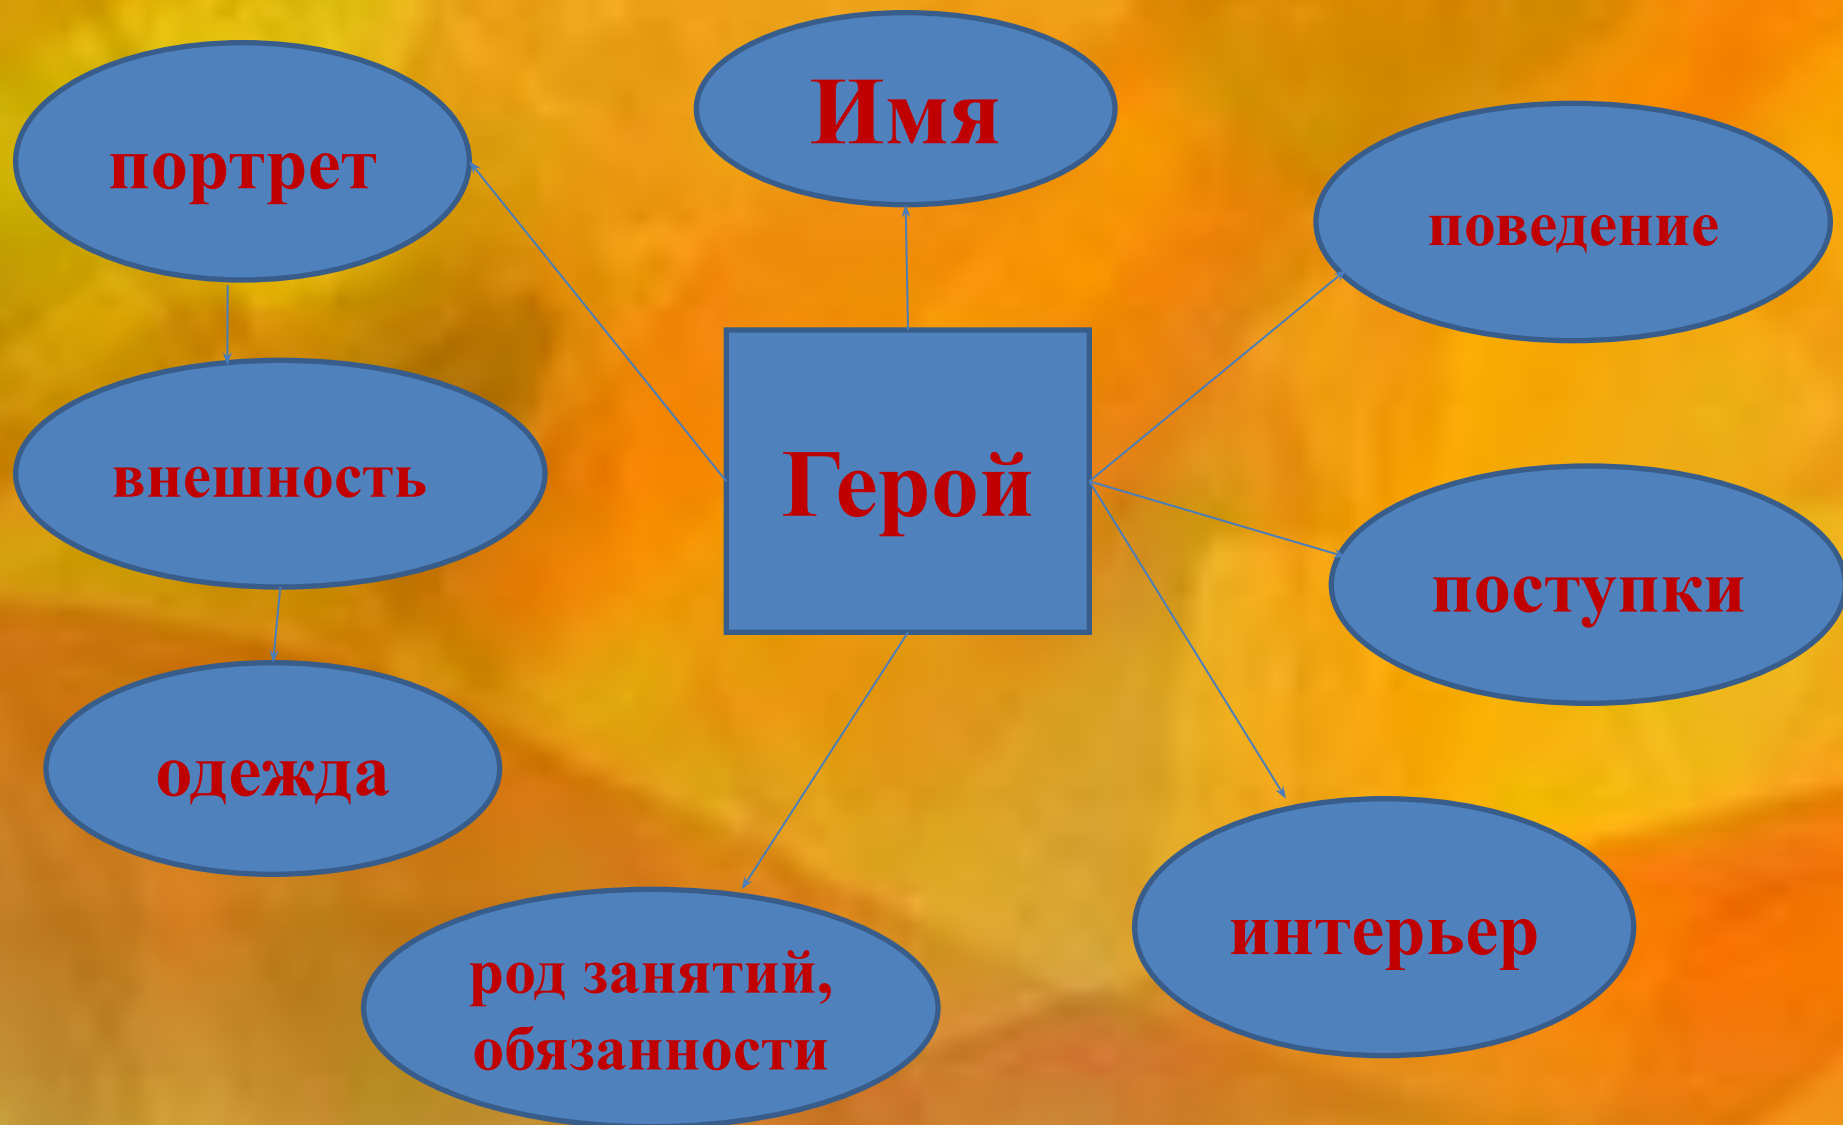 Имя
портрет
поведение
внешность
Герой
поступки
одежда
интерьер
род занятий,
обязанности